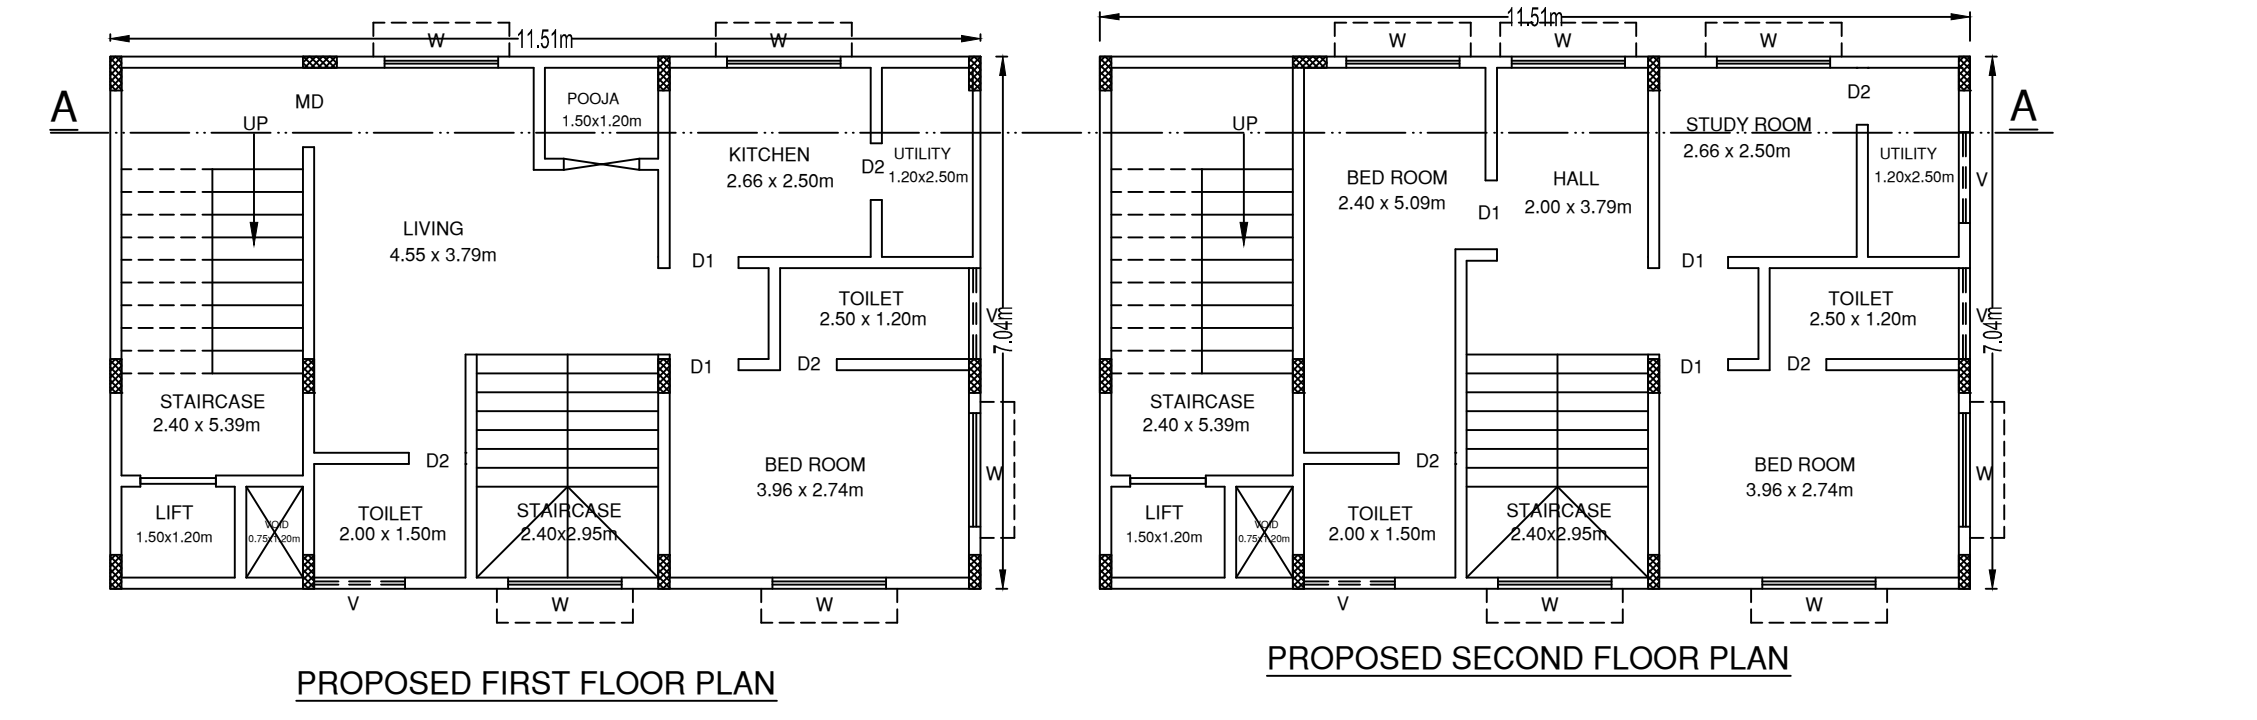 W
11.51m
W
MD
POOJA
1.50x1.20m
A
UP
KITCHEN
2.66 x 2.50m
D2
UTILITY
1.20x2.50m
LIVING
4.55 x 3.79m
D1
TOILET
2.50 x 1.20m
V
7.04m
D1
D2
STAIRCASE
2.40 x 5.39m
D2
BED ROOM
3.96 x 2.74m
W
LIFT
1.50x1.20m
VOID
0.75x1.20m
TOILET
2.00 x 1.50m
STAIRCASE
2.40x2.95m
V
W
W
PROPOSED FIRST FLOOR PLAN
11.51m
W
W
W
D2
A
UP
STUDY ROOM
2.66 x 2.50m
UTILITY
1.20x2.50m
V
BED ROOM
2.40 x 5.09m
HALL
2.00 x 3.79m
D1
D1
TOILET
2.50 x 1.20m
V
7.04m
D1
D2
STAIRCASE
2.40 x 5.39m
D2
BED ROOM
3.96 x 2.74m
W
LIFT
1.50x1.20m
VOID
0.75x1.20m
TOILET
2.00 x 1.50m
STAIRCASE
2.40x2.95m
V
W
W
PROPOSED SECOND FLOOR PLAN